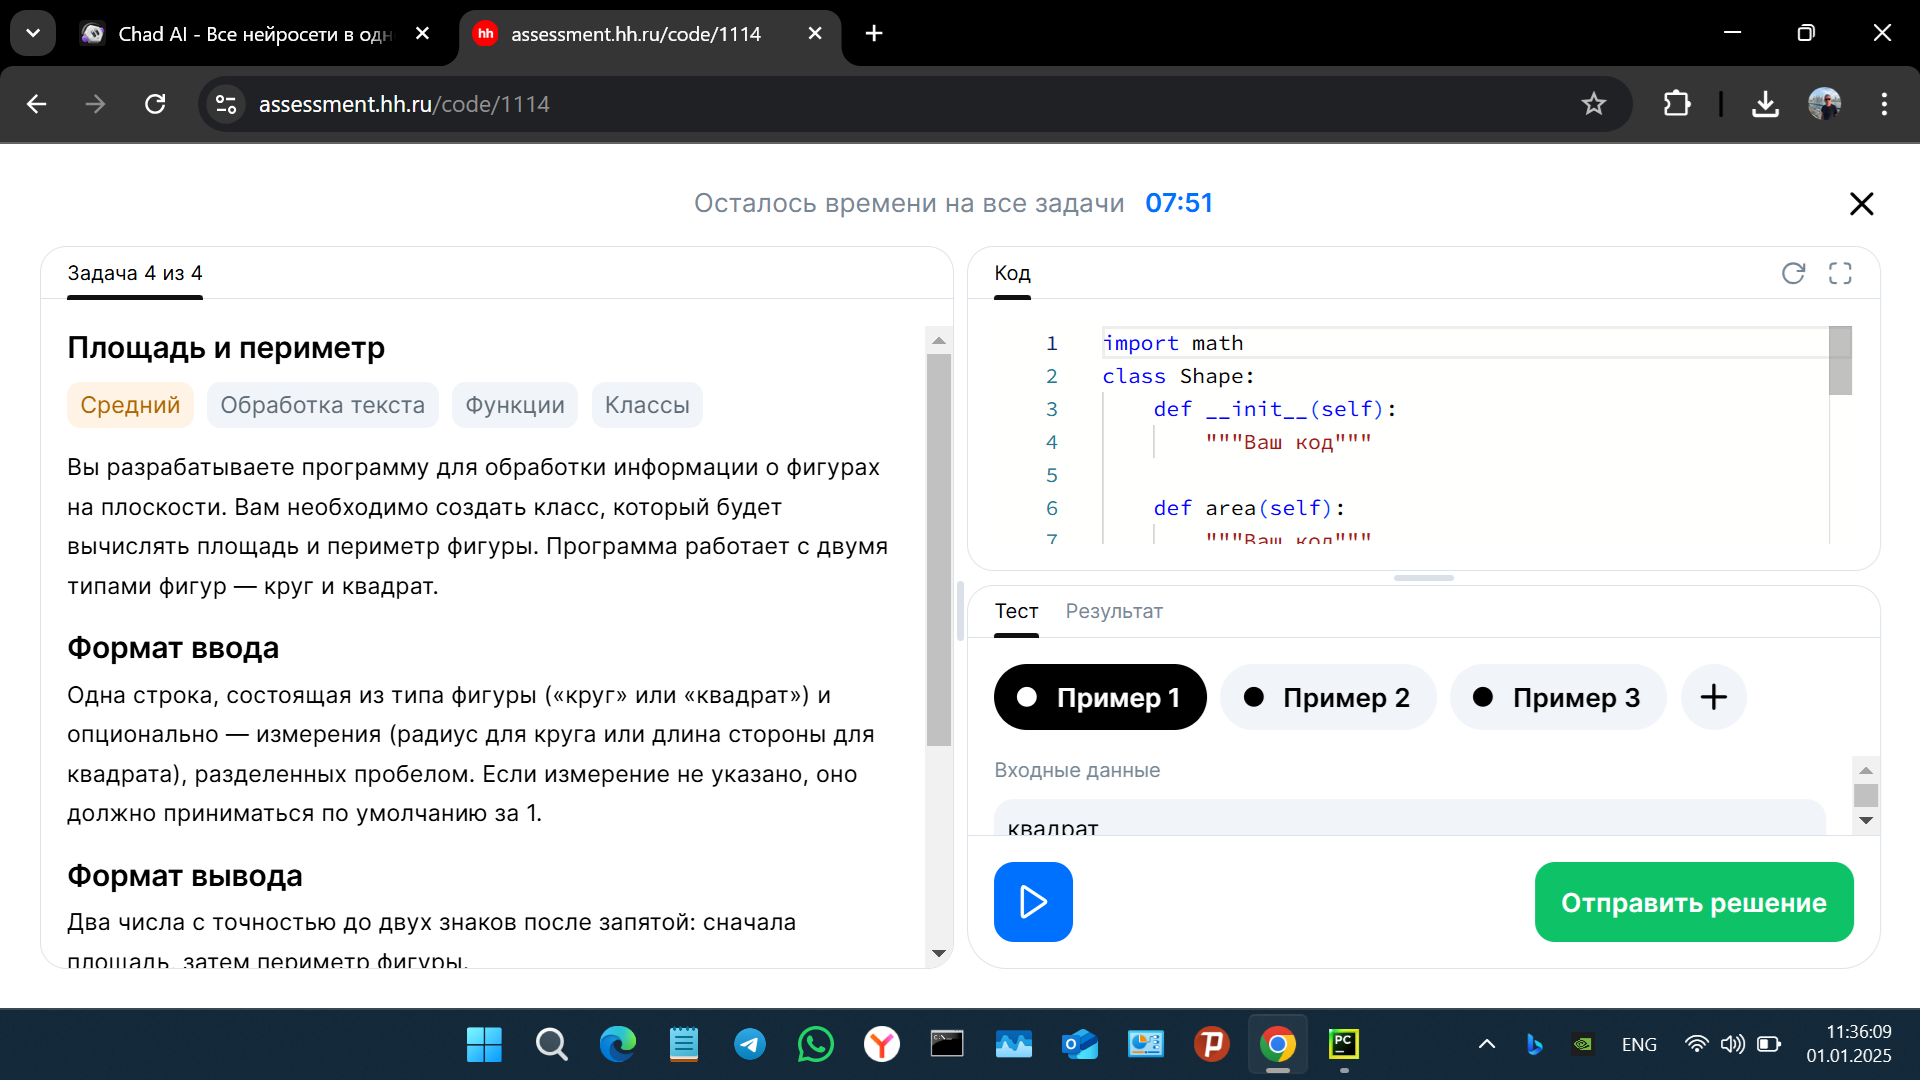 Chad AI - Все нейросети в одн
hh
assessment.hh.ru/code/1114
assessment.hh.ru/code/1114
Осталось времени на все задачи 07:51
Задача 4 из 4
Площадь и периметр
Средний
Обработка текста
Функции
Классы
Вы разрабатываете программу для обработки информации о фигурах
на плоскости. Вам необходимо создать класс, который будет
вычислять площадь и периметр фигуры. Программа работает с двумя
типами фигур — круг и квадрат.
Формат ввода
Одна строка, состоящая из типа фигуры («круг» или «квадрат») и
опционально — измерения (радиус для круга или длина стороны для
квадрата), разделенных пробелом. Если измерение не указано, оно
должно приниматься по умолчанию за 1.
Формат вывода
Два числа с точностью до двух знаков после запятой: сначала
площадь, затем периметр фигуры.
Код
1 import math
2 class Shape:
3 def __init__(self):
4 """Ваш код"""
5
6 def area(self):
7 """Ваш код"""
Тест
Результат
Пример 1
Пример 2
Пример 3
Входные данные
квадрат
Отправить решение
PC
ENG
11:36:09
01.01.2025